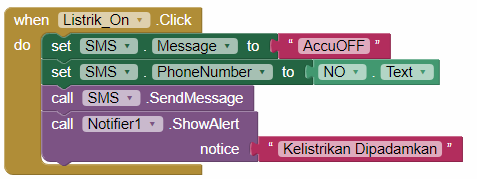 when Listrik_On .Click
do set SMS . Message to " AccuOFF "
set SMS . PhoneNumber to NO . Text
call SMS .SendMessage
call Notifier1 .ShowAlert
notice " Kelistrikan Dipadamkan "